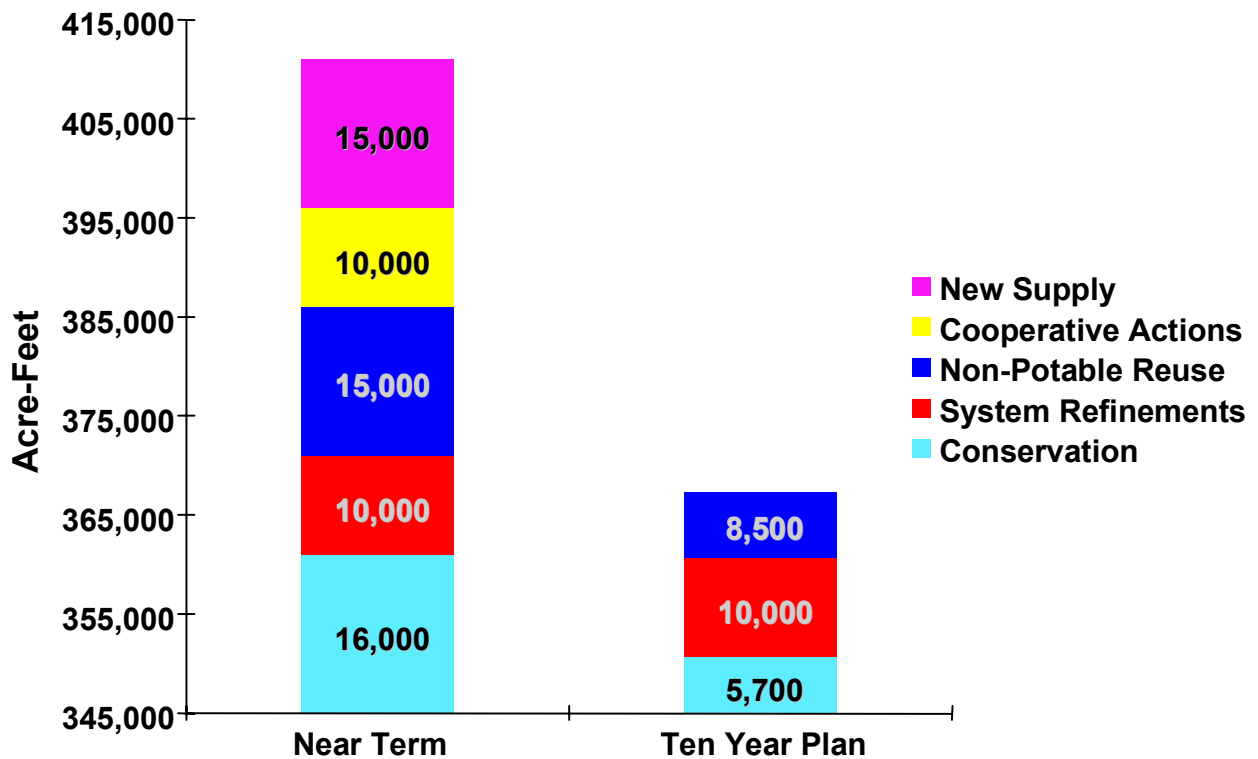 415,000
405,000
395,000
385,000
375,000
365,000
355,000
345,000
Acre-Feet
15,000
10,000
15,000
10,000
16,000
8,500
10,000
5,700
Near Term
Ten Year Plan
New Supply
Cooperative Actions
Non-Potable Reuse
System Refinements
Conservation